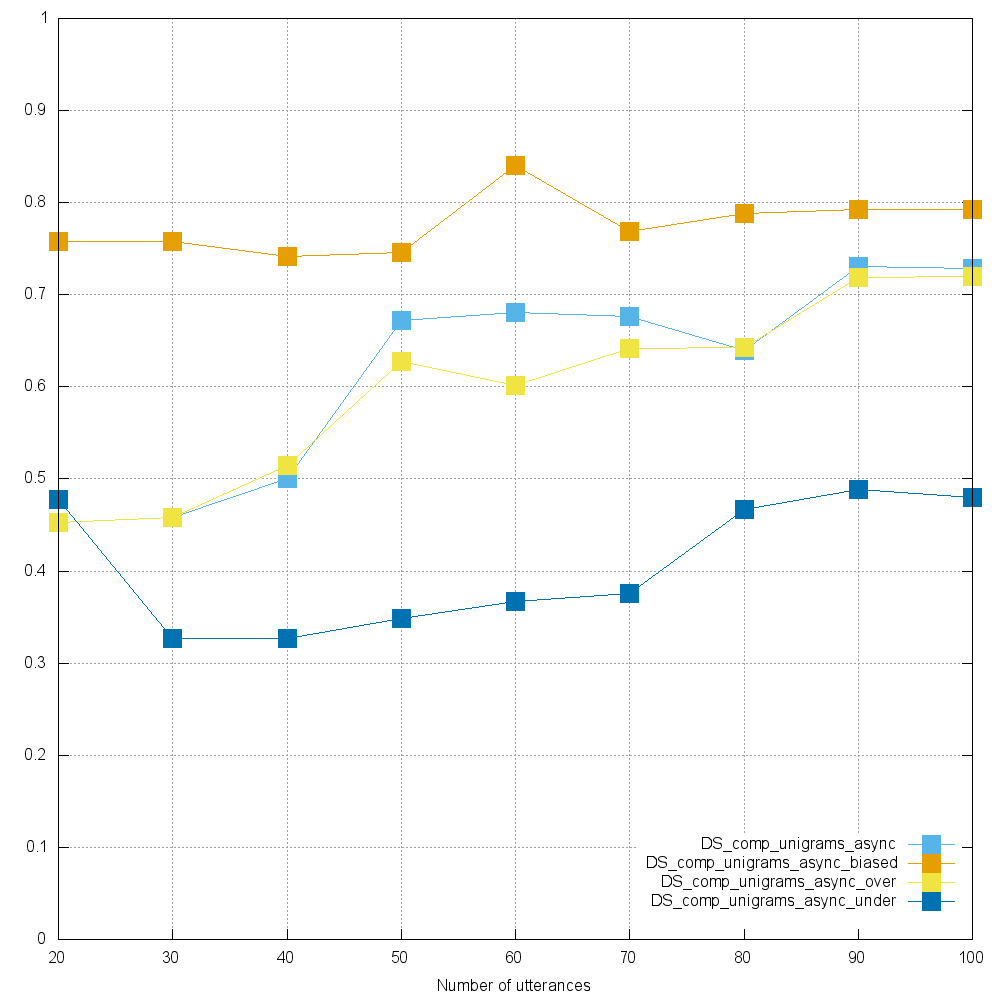 1
0.9
0.8
0.7
0.6
0.5
0.4
0.3
0.2
0.1
0
20 30 40 50 60 70 80 90 100
Number of utterances
DS_comp_unigrams_async
DS_comp_unigrams_async_biased
DS_comp_unigrams_async_over
DS_comp_unigrams_async_under